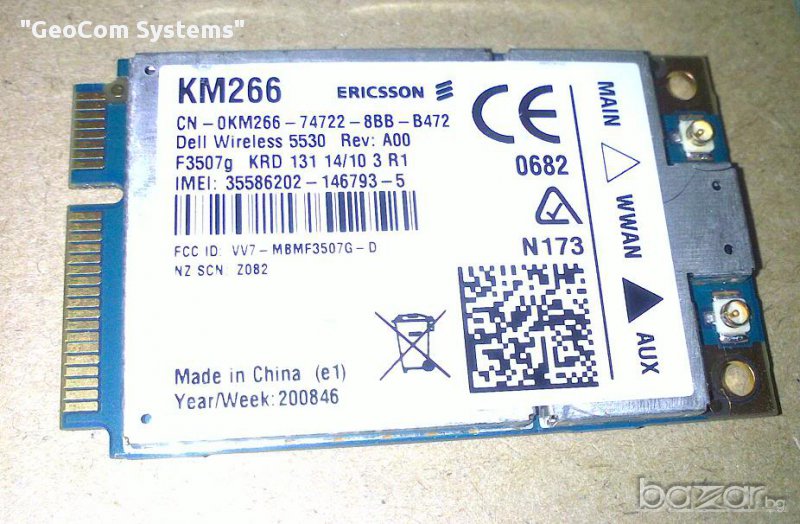 "GeoCom Systems"
KM266
ERICSSON
CN-0KM266-74722-8BB-B472
Dell Wireless 5530 Rev: A00
F3507g KRD 131 14/10 3 R1
IMEI: 35586202-146793-5
FCC ID: VV7-MBMF3507G-D
NZ SCN: Z082
Made in China (e1)
Year/Week: 200846
CE
0682
N173
MAIN
WWAN
AUX
bazar.bg